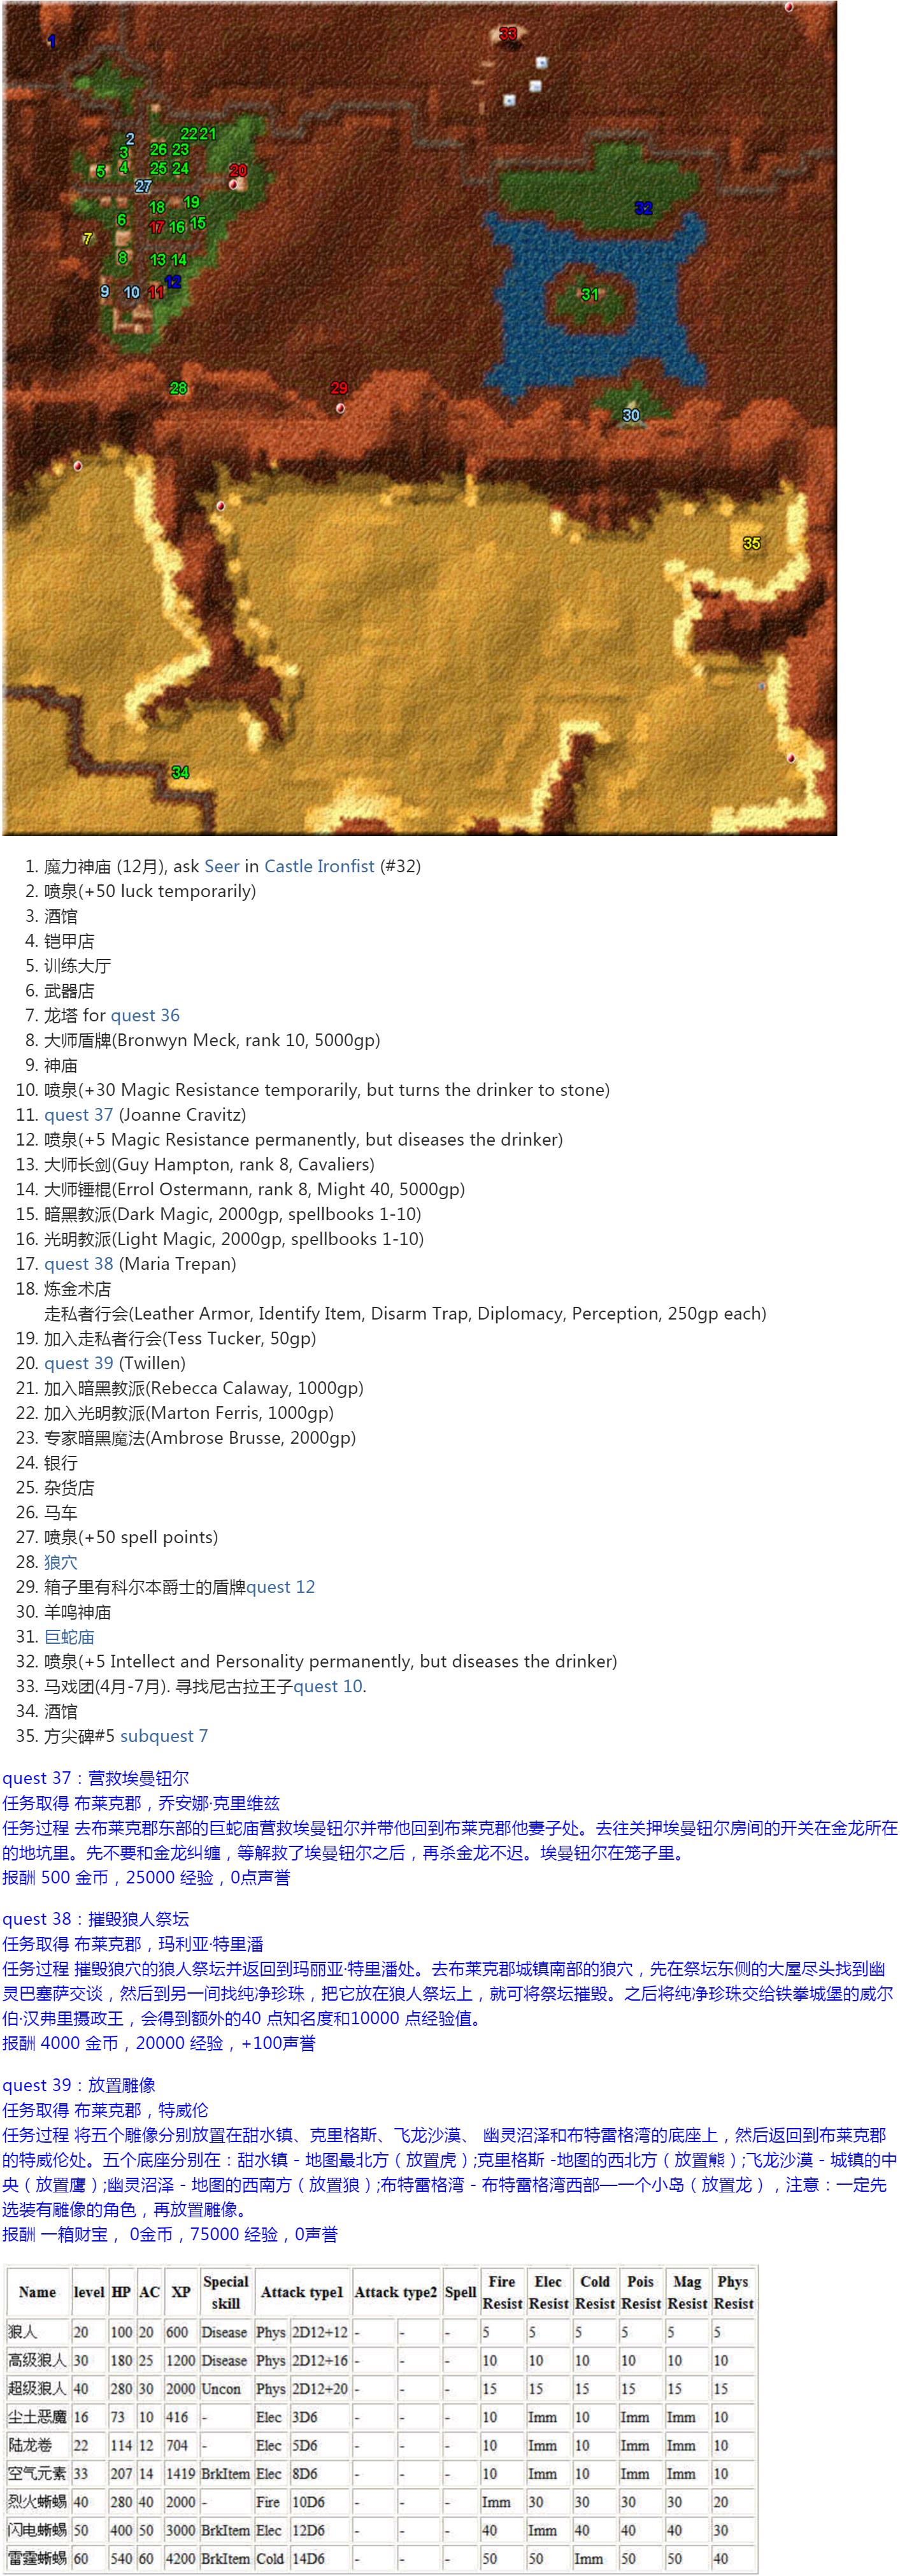 1
33
2
22 21
3
26 23
5
4
25 24
20
27
18
19
32
6
17 16 15
7
8
13 14
12
9
10
11
31
28
29
30
35
34
1. 魔力神庙 (12月), ask Seer in Castle Ironfist (#32)
2. 喷泉(+50 luck temporarily)
3. 酒馆
4. 铠甲店
5. 训练大厅
6. 武器店
7. 龙塔 for quest 36
8. 大师盾牌(Bronwyn Meck, rank 10, 5000gp)
9. 神庙
10. 喷泉(+30 Magic Resistance temporarily, but turns the drinker to stone)
11. quest 37 (Joanne Cravitz)
12. 喷泉(+5 Magic Resistance permanently, but diseases the drinker)
13. 大师长剑(Guy Hampton, rank 8, Cavaliers)
14. 大师锤棍(Errol Ostermann, rank 8, Might 40, 5000gp)
15. 暗黑教派(Dark Magic, 2000gp, spellbooks 1-10)
16. 光明教派(Light Magic, 2000gp, spellbooks 1-10)
17. quest 38 (Maria Trepan)
18. 炼金术店
走私者行会(Leather Armor, Identify Item, Disarm Trap, Diplomacy, Perception, 250gp each)
19. 加入走私者行会(Tess Tucker, 50gp)
20. quest 39 (Twillen)
21. 加入暗黑教派(Rebecca Calaway, 1000gp)
22. 加入光明教派(Marton Ferris, 1000gp)
23. 专家暗黑魔法(Ambrose Brusse, 2000gp)
24. 银行
25. 杂货店
26. 马车
27. 喷泉(+50 spell points)
28. 狼穴
29. 箱子里有科尔本爵士的盾牌quest 12
30. 羊鸣神庙
31. 巨蛇庙
32. 喷泉(+5 Intellect and Personality permanently, but diseases the drinker)
33. 马戏团(4月-7月). 寻找尼古拉王子quest 10.
34. 酒馆
35. 方尖碑#5 subquest 7
quest 37：营救埃曼钮尔
任务取得 布莱克郡，乔安娜·克里维兹
任务过程 去布莱克郡东部的巨蛇庙营救埃曼钮尔并带他回到布莱克郡他妻子处。去往关押埃曼钮尔房间的开关在金龙所在
的地坑里。先不要和金龙纠缠，等解救了埃曼钮尔之后，再杀金龙不迟。埃曼钮尔在笼子里。
报酬 500 金币，25000 经验，0点声誉
quest 38：摧毁狼人祭坛
任务取得 布莱克郡，玛利亚·特里潘
任务过程 摧毁狼穴的狼人祭坛并返回到玛丽亚·特里潘处。去布莱克郡城镇南部的狼穴，先在祭坛东侧的大屋尽头找到幽
灵巴塞萨交谈，然后到另一间找纯净珍珠，把它放在狼人祭坛上，就可将祭坛摧毁。之后将纯净珍珠交给铁拳城堡的威尔
伯·汉弗里摄政王，会得到额外的40 点知名度和10000 点经验值。
报酬 4000 金币，20000 经验，+100声誉
quest 39：放置雕像
任务取得 布莱克郡，特威伦
任务过程 将五个雕像分别放置在甜水镇、克里格斯、飞龙沙漠、 幽灵沼泽和布特雷格湾的底座上，然后返回到布莱克郡
的特威伦处。五个底座分别在：甜水镇 - 地图最北方（放置虎）;克里格斯 -地图的西北方（放置熊）;飞龙沙漠 - 城镇的中
央（放置鹰）;幽灵沼泽 - 地图的西南方（放置狼）;布特雷格湾 - 布特雷格湾西部—一个小岛（放置龙），注意：一定先
选装有雕像的角色，再放置雕像。
报酬 一箱财宝， 0金币，75000 经验，0声誉
Name level HP AC XP Special skill Attack type1 Attack type2 Spell Fire Resist Elec Resist Cold Resist Pois Resist Mag Resist Phys Resist
狼人 20 100 20 600 Disease Phys 2D12+12 - - - 5 5 5 5 5 5
高级狼人 30 180 25 1200 Disease Phys 2D12+16 - - - 10 10 10 10 10 10
超级狼人 40 280 30 2000 Uncon Phys 2D12+20 - - - 15 15 15 15 15 15
尘土恶魔 16 73 10 416 - Elec 3D6 - - - 10 Imm 10 Imm Imm 10
陆龙卷 22 114 12 704 - Elec 5D6 - - - 10 Imm 10 Imm Imm 10
空气元素 33 207 14 1419 BrkItem Elec 8D6 - - - 10 Imm 10 Imm Imm 10
烈火蜥蜴 40 280 40 2000 - Fire 10D6 - - - Imm 30 30 30 30 20
闪电蜥蜴 50 400 50 3000 BrkItem Elec 12D6 - - - 40 Imm 40 40 40 30
雷霆蜥蜴 60 540 60 4200 BrkItem Cold 14D6 - - - 50 50 Imm 50 50 40